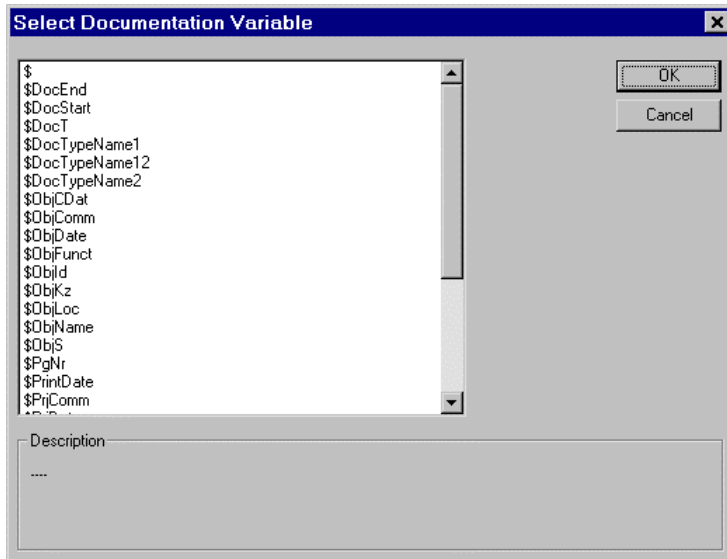 Select Documentation Variable
$
$DocEnd
$DocStart
$DocT
$DocTypeName1
$DocTypeName12
$DocTypeName2
$ObjCDat
$ObjComm
$ObjDate
$ObjFunct
$ObjId
$ObjKz
$ObjLoc
$ObjName
$ObjS
$PgNr
$PrintDate
$PrjComm
OK
Cancel
Description
----